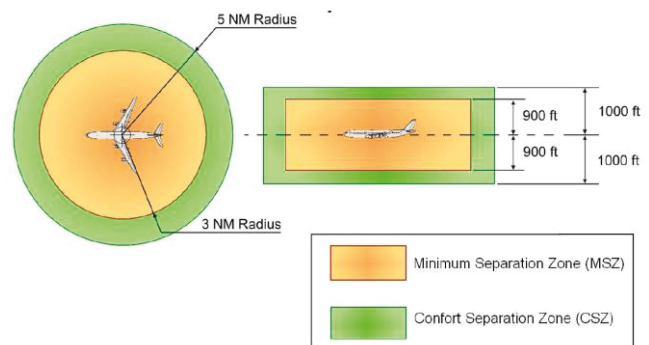 5 NM Radius
3 NM Radius
900 ft
900 ft
1000 ft
1000 ft
Minimum Separation Zone (MSZ)
Confort Separation Zone (CSZ)